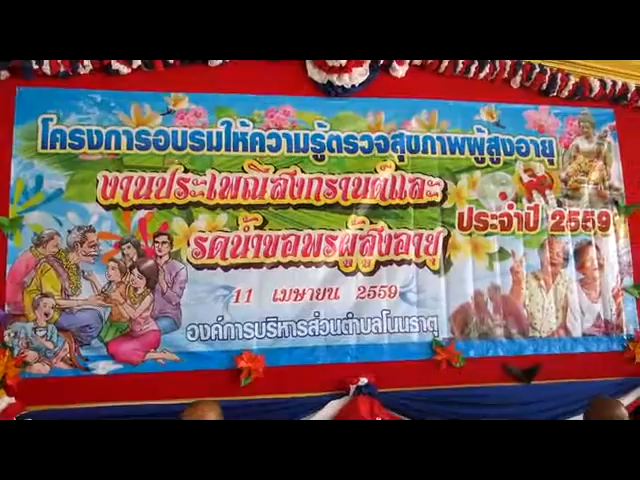 โครงการอบรมให้ความรู้ตรวจสุขภาพผู้สูงอายุ
งานประเพณีสงกรานต์และ
รดน้ำขอพรผู้สูงอายุ
ประจำปี 2559
11 เมษายน 2559
องค์การบริหารส่วนตำบลโนนธาตุ